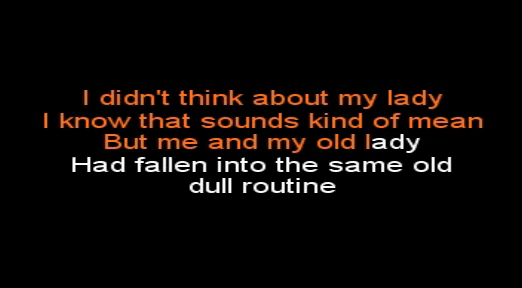 I didn't think about my lady
I know that sounds kind of mean
But me and my old lady
Had fallen into the same old
dull routine